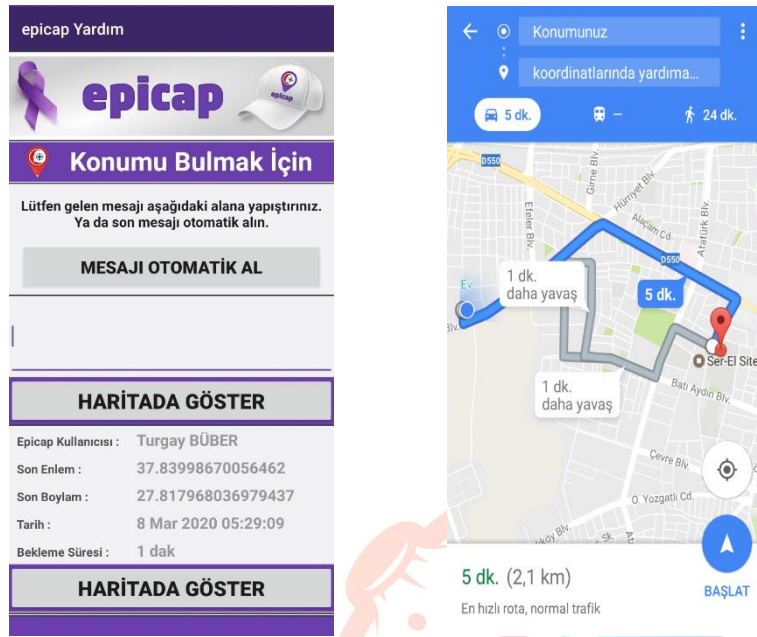 epicap Yardım
epicap
epicap
Konumu Bulmak İçin
Lütfen gelen mesajı aşağıdaki alana yapıştırınız.
Ya da son mesajı otomatik alın.
MESAJI OTOMATİK AL
HARİTADA GÖSTER
Epicap Kullanıcısı : Turgay BÜBER
Son Enlem : 37.83998670056462
Son Boylam : 27.817968036979437
Tarih : 8 Mar 2020 05:29:09
Bekleme Süresi : 1 dak
HARİTADA GÖSTER
Konumunuz
koordinatlarında yardıma...
5 dk.
24 dk.
D550
Girne Blv.
Hürriyet Blv.
Efeler Blv.
Alaçam Cd.
Atatürk Blv.
D550
Ev
1 dk.
daha yavaş
5 dk.
Blv.
Ser-El Site
1 dk.
daha yavaş
Batı Aydın Blv.
Çevre Blv.
O. Yozgatlı Cd.
5 dk. (2,1 km)
BAŞLAT
En hızlı rota, normal trafik